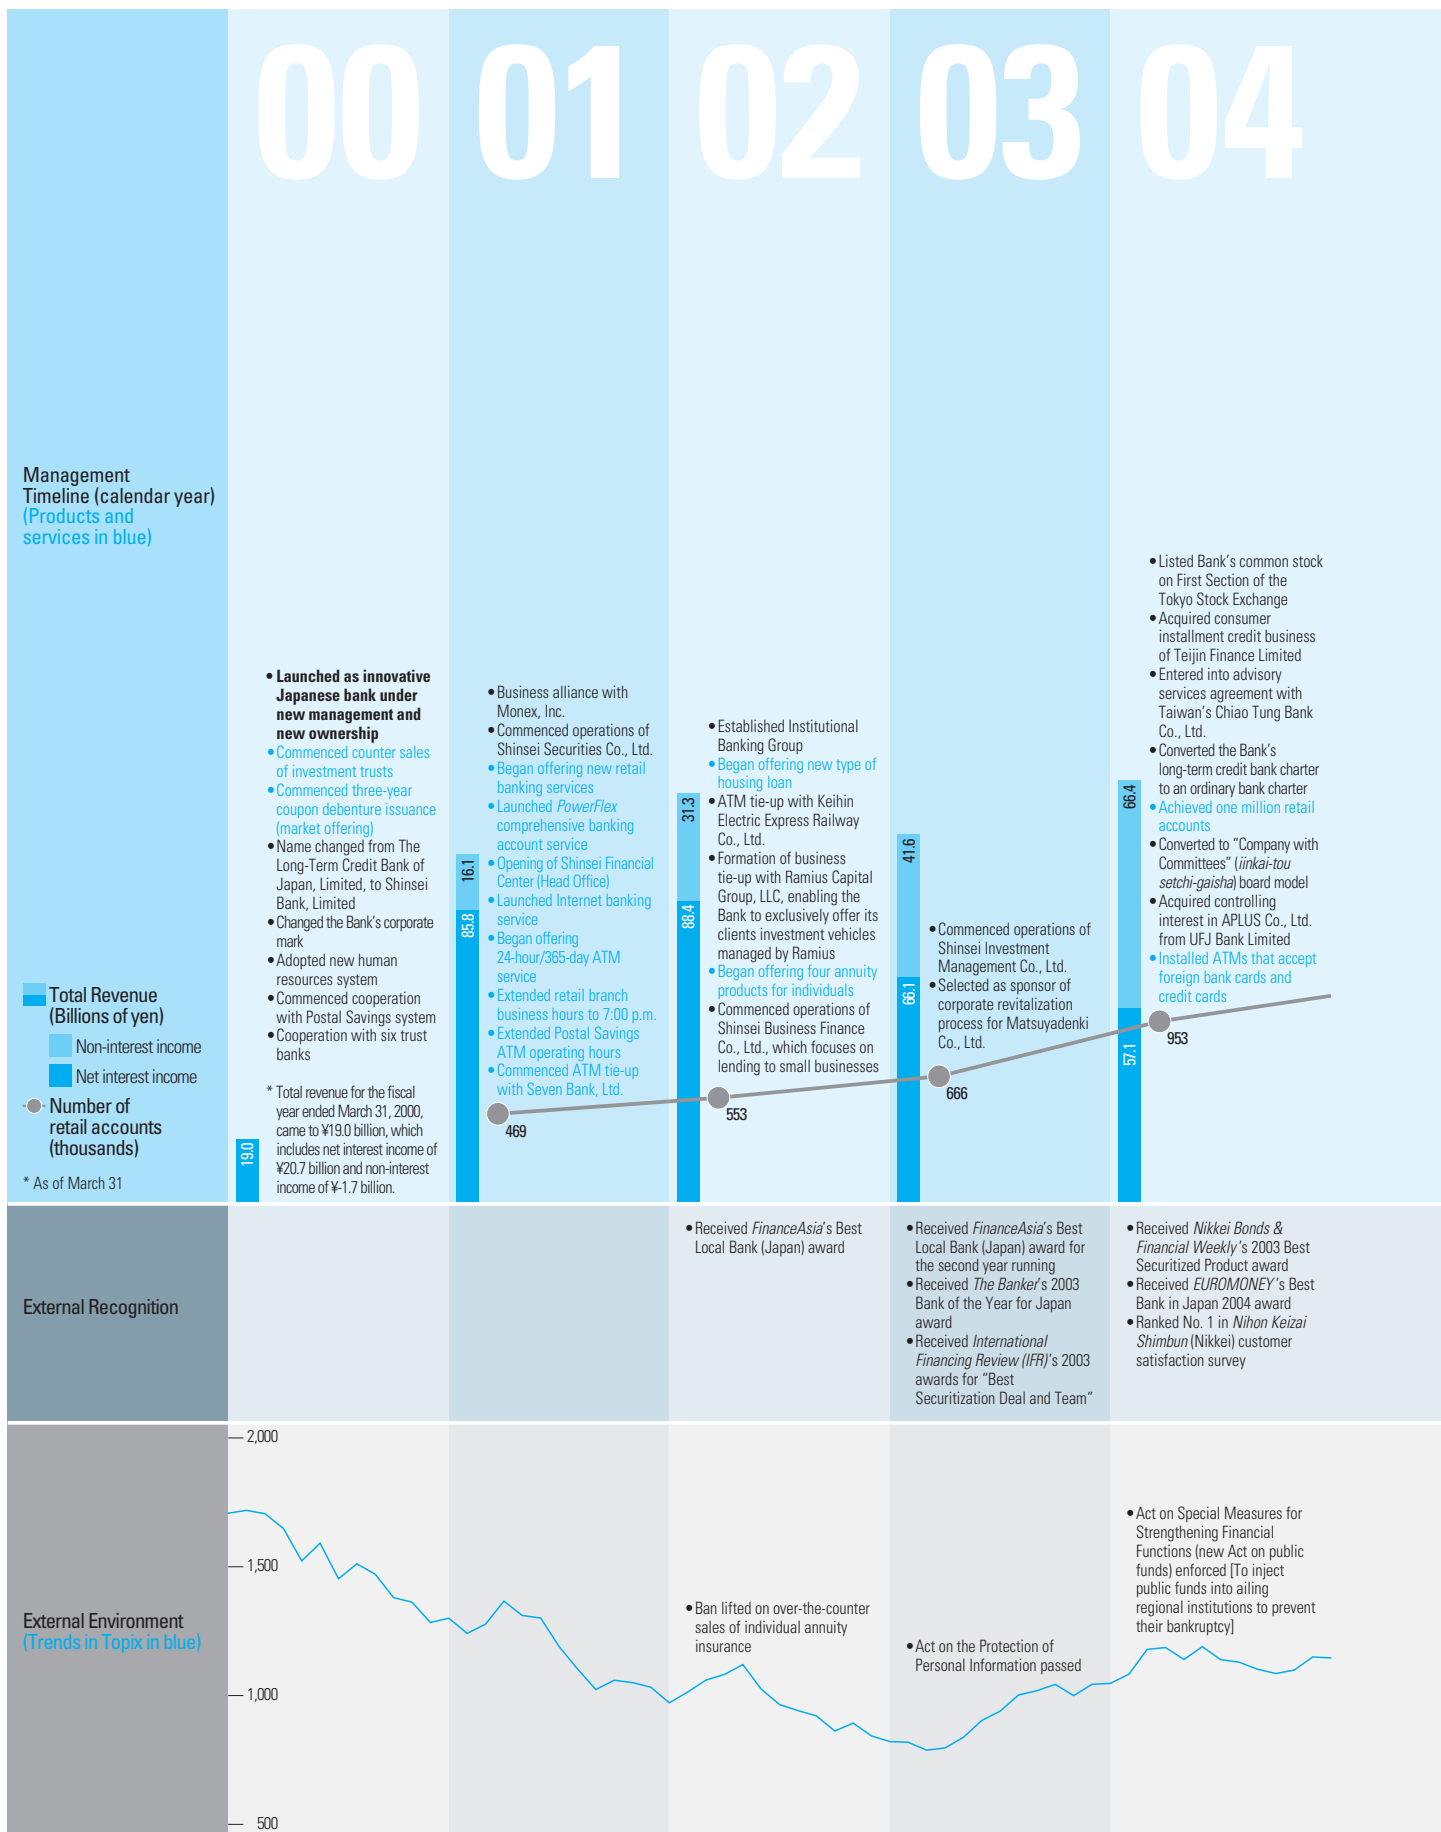 00
01
02
03
04
Management
Timeline (calendar year)
(Products and
services in blue)
Total Revenue
(Billions of yen)
Non-interest income
Net interest income
Number of
retail accounts
(thousands)
* As of March 31
• Launched as innovative
Japanese bank under
new management and
new ownership
• Commenced counter sales
of investment trusts
• Commenced three-year
coupon debenture issuance
(market offering)
• Name changed from The
Long-Term Credit Bank of
Japan, Limited, to Shinsei
Bank, Limited
• Changed the Bank's corporate
mark
• Adopted new human
resources system
• Commenced cooperation
with Postal Savings system
• Cooperation with six trust
banks
* Total revenue for the fiscal
year ended March 31, 2000,
came to ¥19.0 billion, which
includes net interest income of
¥20.7 billion and non-interest
income of ¥-1.7 billion.
19.0
• Business alliance with
Monex, Inc.
• Commenced operations of
Shinsei Securities Co., Ltd.
• Began offering new retail
banking services
• Launched PowerFlex
comprehensive banking
account service
• Opening of Shinsei Financial
Center (Head Office)
• Launched Internet banking
service
• Began offering
24-hour/365-day ATM
service
• Extended retail branch
business hours to 7:00 p.m.
• Extended Postal Savings
ATM operating hours
• Commenced ATM tie-up
with Seven Bank, Ltd.
16.1
85.8
469
• Established Institutional
Banking Group
• Began offering new type of
housing loan
• ATM tie-up with Keihin
Electric Express Railway
Co., Ltd.
• Formation of business
tie-up with Ramius Capital
Group, LLC, enabling the
Bank to exclusively offer its
clients investment vehicles
managed by Ramius
• Began offering four annuity
products for individuals
• Commenced operations of
Shinsei Business Finance
Co., Ltd., which focuses on
lending to small businesses
31.3
88.4
553
• Commenced operations of
Shinsei Investment
Management Co., Ltd.
• Selected as sponsor of
corporate revitalization
process for Matsuyadenki
Co., Ltd.
41.6
66.1
666
• Listed Bank's common stock
on First Section of the
Tokyo Stock Exchange
• Acquired consumer
installment credit business
of Teijin Finance Limited
• Entered into advisory
services agreement with
Taiwan's Chiao Tung Bank
Co., Ltd.
• Converted the Bank's
long-term credit bank charter
to an ordinary bank charter
• Achieved one million retail
accounts
• Converted to "Company with
Committees" (iinkai-tou
setchi-gaisha) board model
• Acquired controlling
interest in APLUS Co., Ltd.
from UFJ Bank Limited
• Installed ATMs that accept
foreign bank cards and
credit cards
66.4
57.1
953
External Recognition
• Received FinanceAsia's Best
Local Bank (Japan) award
• Received FinanceAsia's Best
Local Bank (Japan) award for
the second year running
• Received The Banker's 2003
Bank of the Year for Japan
award
• Received International
Financing Review (IFR)'s 2003
awards for "Best
Securitization Deal and Team"
• Received Nikkei Bonds &
Financial Weekly's 2003 Best
Securitized Product award
• Received EUROMONEY's Best
Bank in Japan 2004 award
• Ranked No. 1 in Nihon Keizai
Shimbun (Nikkei) customer
satisfaction survey
External Environment
(Trends in Topix in blue)
2,000
1,500
1,000
500
• Ban lifted on over-the-counter
sales of individual annuity
insurance
• Act on the Protection of
Personal Information passed
• Act on Special Measures for
Strengthening Financial
Functions (new Act on public
funds) enforced [To inject
public funds into ailing
regional institutions to prevent
their bankruptcy]